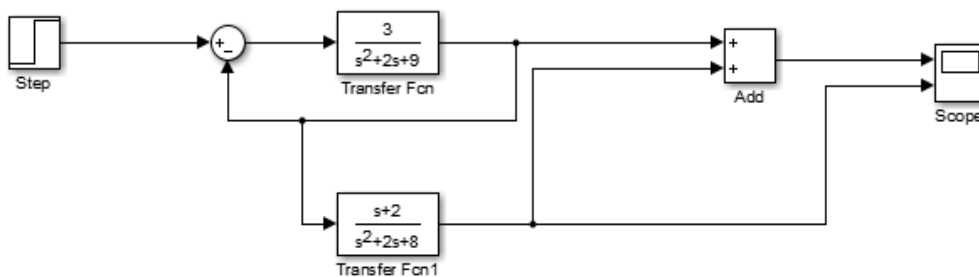 Step
+
−
3
s²+2s+9
Transfer Fcn
+
+
Add
Scope
s+2
s²+2s+8
Transfer Fcn1